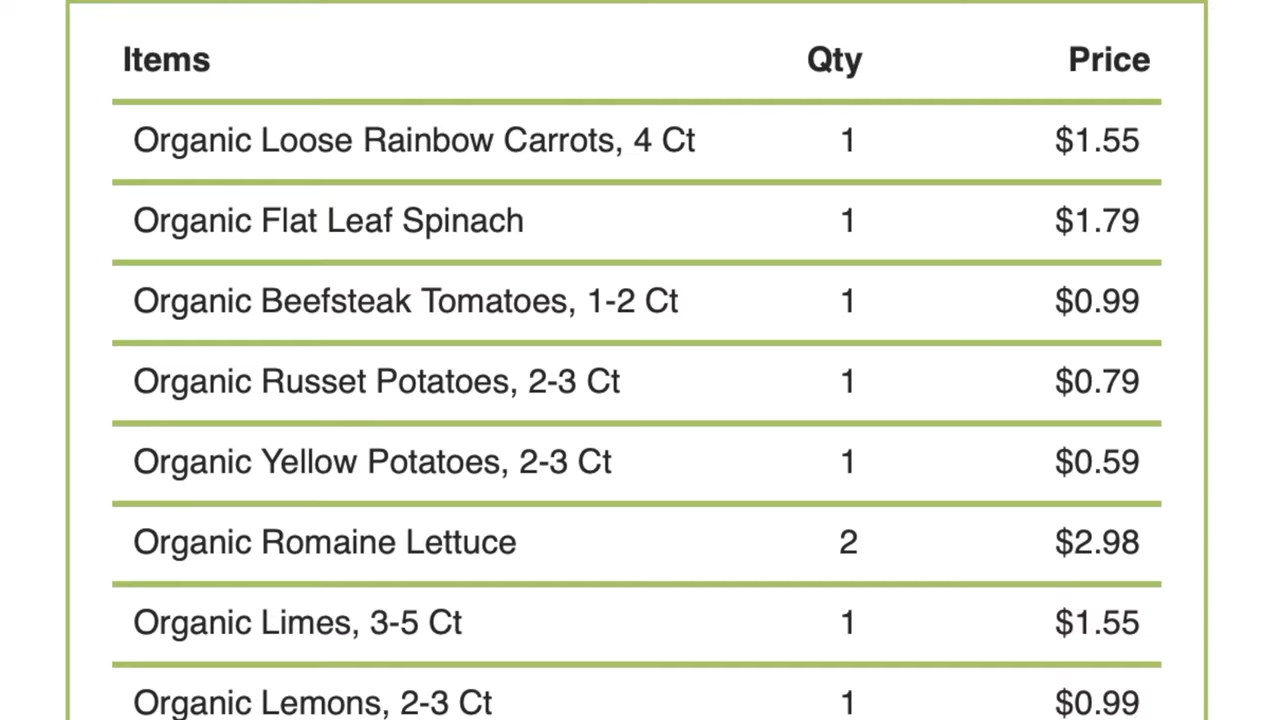 Items Qty Price
Organic Loose Rainbow Carrots, 4 Ct 1 $1.55
Organic Flat Leaf Spinach 1 $1.79
Organic Beefsteak Tomatoes, 1-2 Ct 1 $0.99
Organic Russet Potatoes, 2-3 Ct 1 $0.79
Organic Yellow Potatoes, 2-3 Ct 1 $0.59
Organic Romaine Lettuce 2 $2.98
Organic Limes, 3-5 Ct 1 $1.55
Organic Lemons, 2-3 Ct 1 $0.99